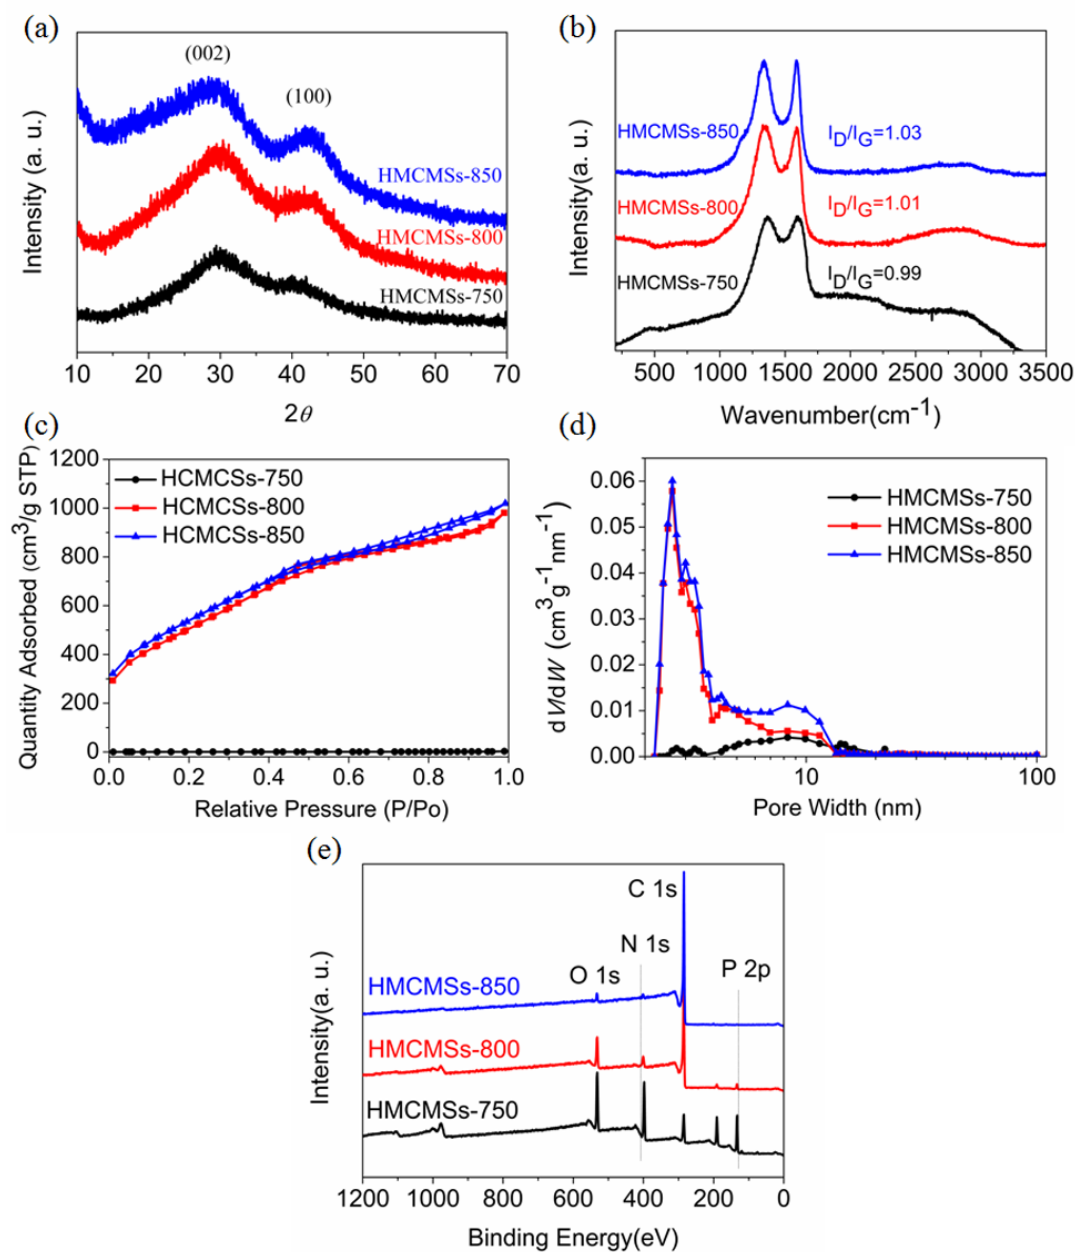 (a)
(002)
(100)
HMCMSs-850
HMCMSs-800
HMCMSs-750
Intensity (a. u.)
10 20 30 40 50 60 70
2θ
(b)
HMCMSs-850
I_D/I_G=1.03
HMCMSs-800
I_D/I_G=1.01
HMCMSs-750
I_D/I_G=0.99
Intensity(a. u.)
500 1000 1500 2000 2500 3000 3500
Wavenumber(cm⁻¹)
(c)
1200
1000
800
600
400
200
0
HCMCSs-750
HCMCSs-800
HCMCSs-850
Quantity Adsorbed (cm³/g STP)
0.0 0.2 0.4 0.6 0.8 1.0
Relative Pressure (P/Po)
(d)
0.06
0.05
0.04
0.03
0.02
0.01
0.00
HMCMSs-750
HMCMSs-800
HMCMSs-850
dV/dW (cm³g⁻¹nm⁻¹)
10 100
Pore Width (nm)
(e)
C 1s
N 1s
O 1s
P 2p
HMCMSs-850
HMCMSs-800
HMCMSs-750
Intensity(a. u.)
1200 1000 800 600 400 200 0
Binding Energy(eV)